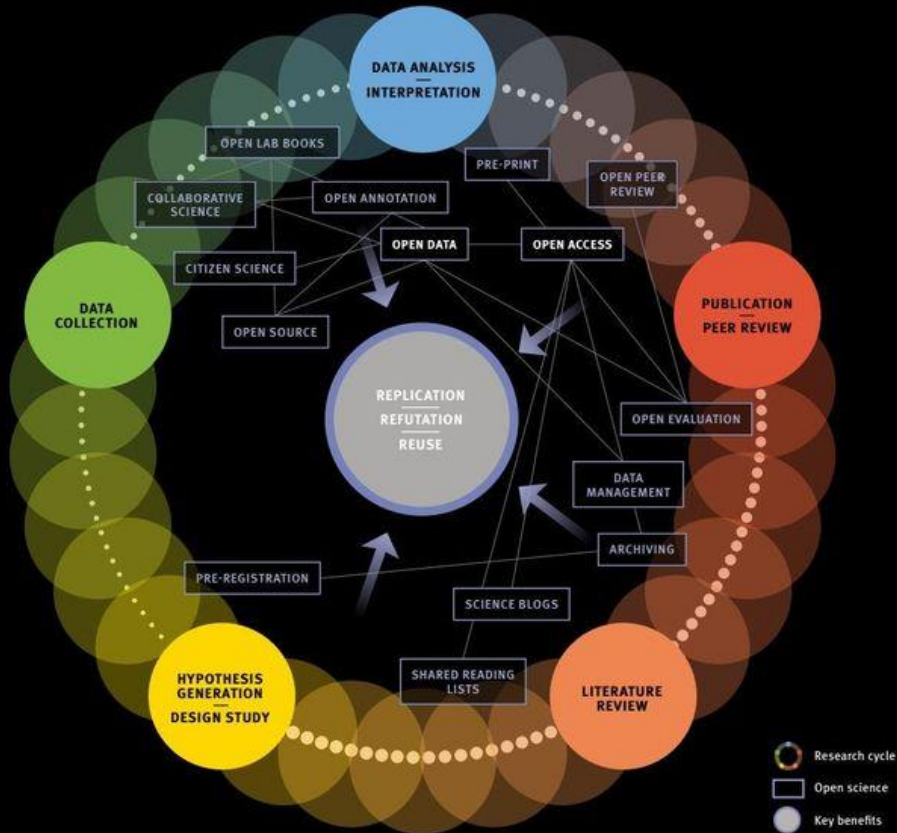 DATA ANALYSIS
INTERPRETATION
OPEN LAB BOOKS
PRE-PRINT
OPEN PEER
REVIEW
COLLABORATIVE
SCIENCE
OPEN ANNOTATION
OPEN DATA
OPEN ACCESS
CITIZEN SCIENCE
DATA
COLLECTION
PUBLICATION
PEER REVIEW
OPEN SOURCE
REPLICATION
REFUTATION
REUSE
OPEN EVALUATION
DATA
MANAGEMENT
ARCHIVING
PRE-REGISTRATION
SCIENCE BLOGS
SHARED READING
LISTS
HYPOTHESIS
GENERATION
DESIGN STUDY
LITERATURE
REVIEW
Research cycle
Open science
Key benefits